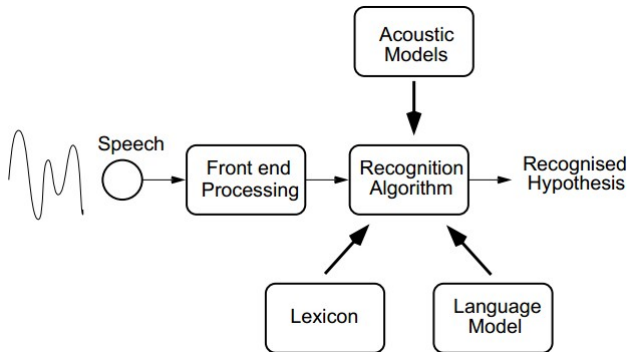 Acoustic
Models
Speech
Front end
Processing
Recognition
Algorithm
Recognised
Hypothesis
Lexicon
Language
Model